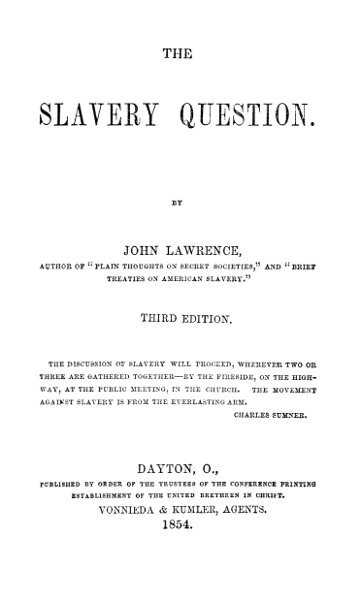 THE
SLAVERY QUESTION.
BY
JOHN LAWRENCE,
AUTHOR OF "PLAIN THOUGHTS ON SECRET SOCIETIES," AND "BRIEF
TREATIES ON AMERICAN SLAVERY."
THIRD EDITION.
THE DISCUSSION OF SLAVERY WILL PROCEED, WHEREVER TWO OR
THREE ARE GATHERED TOGETHER—BY THE FIRESIDE, ON THE HIGH-
WAY, AT THE PUBLIC MEETING, IN THE CHURCH. THE MOVEMENT
AGAINST SLAVERY IS FROM THE EVERLASTING ARM.
CHARLES SUMNER.
DAYTON, O.,
PUBLISHED BY ORDER OF THE TRUSTEES OF THE CONFERENCE PRINTING
ESTABLISHMENT OF THE UNITED BRETHREN IN CHRIST.
VONNIEDA & KUMLER, AGENTS.
1854.